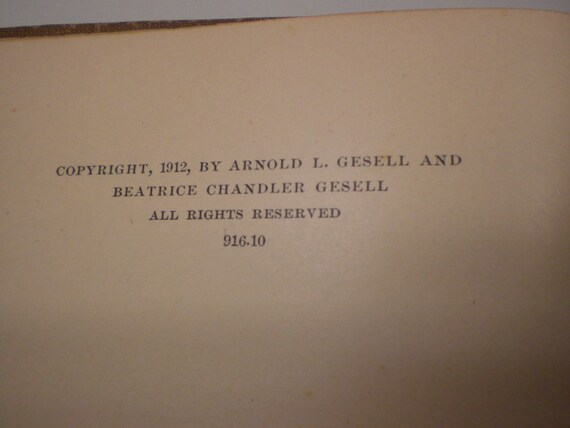 COPYRIGHT, 1912, BY ARNOLD L. GESELL AND
BEATRICE CHANDLER GESELL
ALL RIGHTS RESERVED
916.10